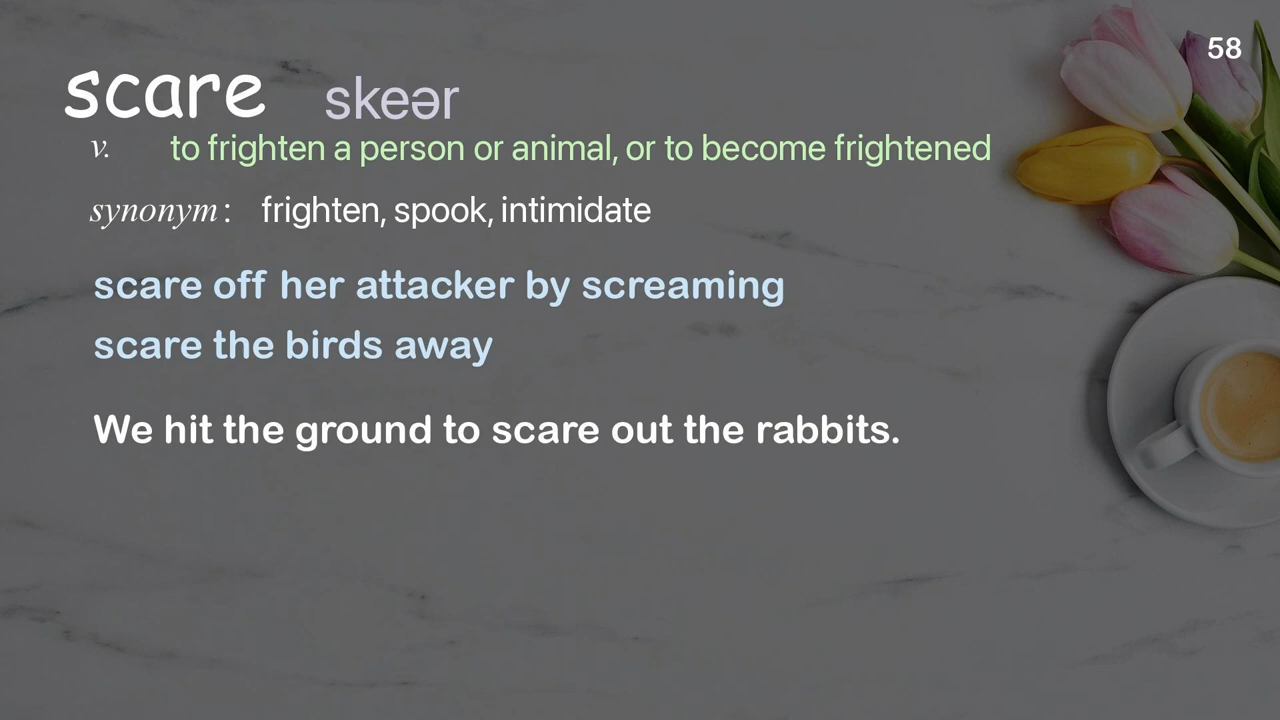 58
scare skeər
v. to frighten a person or animal, or to become frightened
synonym: frighten, spook, intimidate
scare off her attacker by screaming
scare the birds away
We hit the ground to scare out the rabbits.